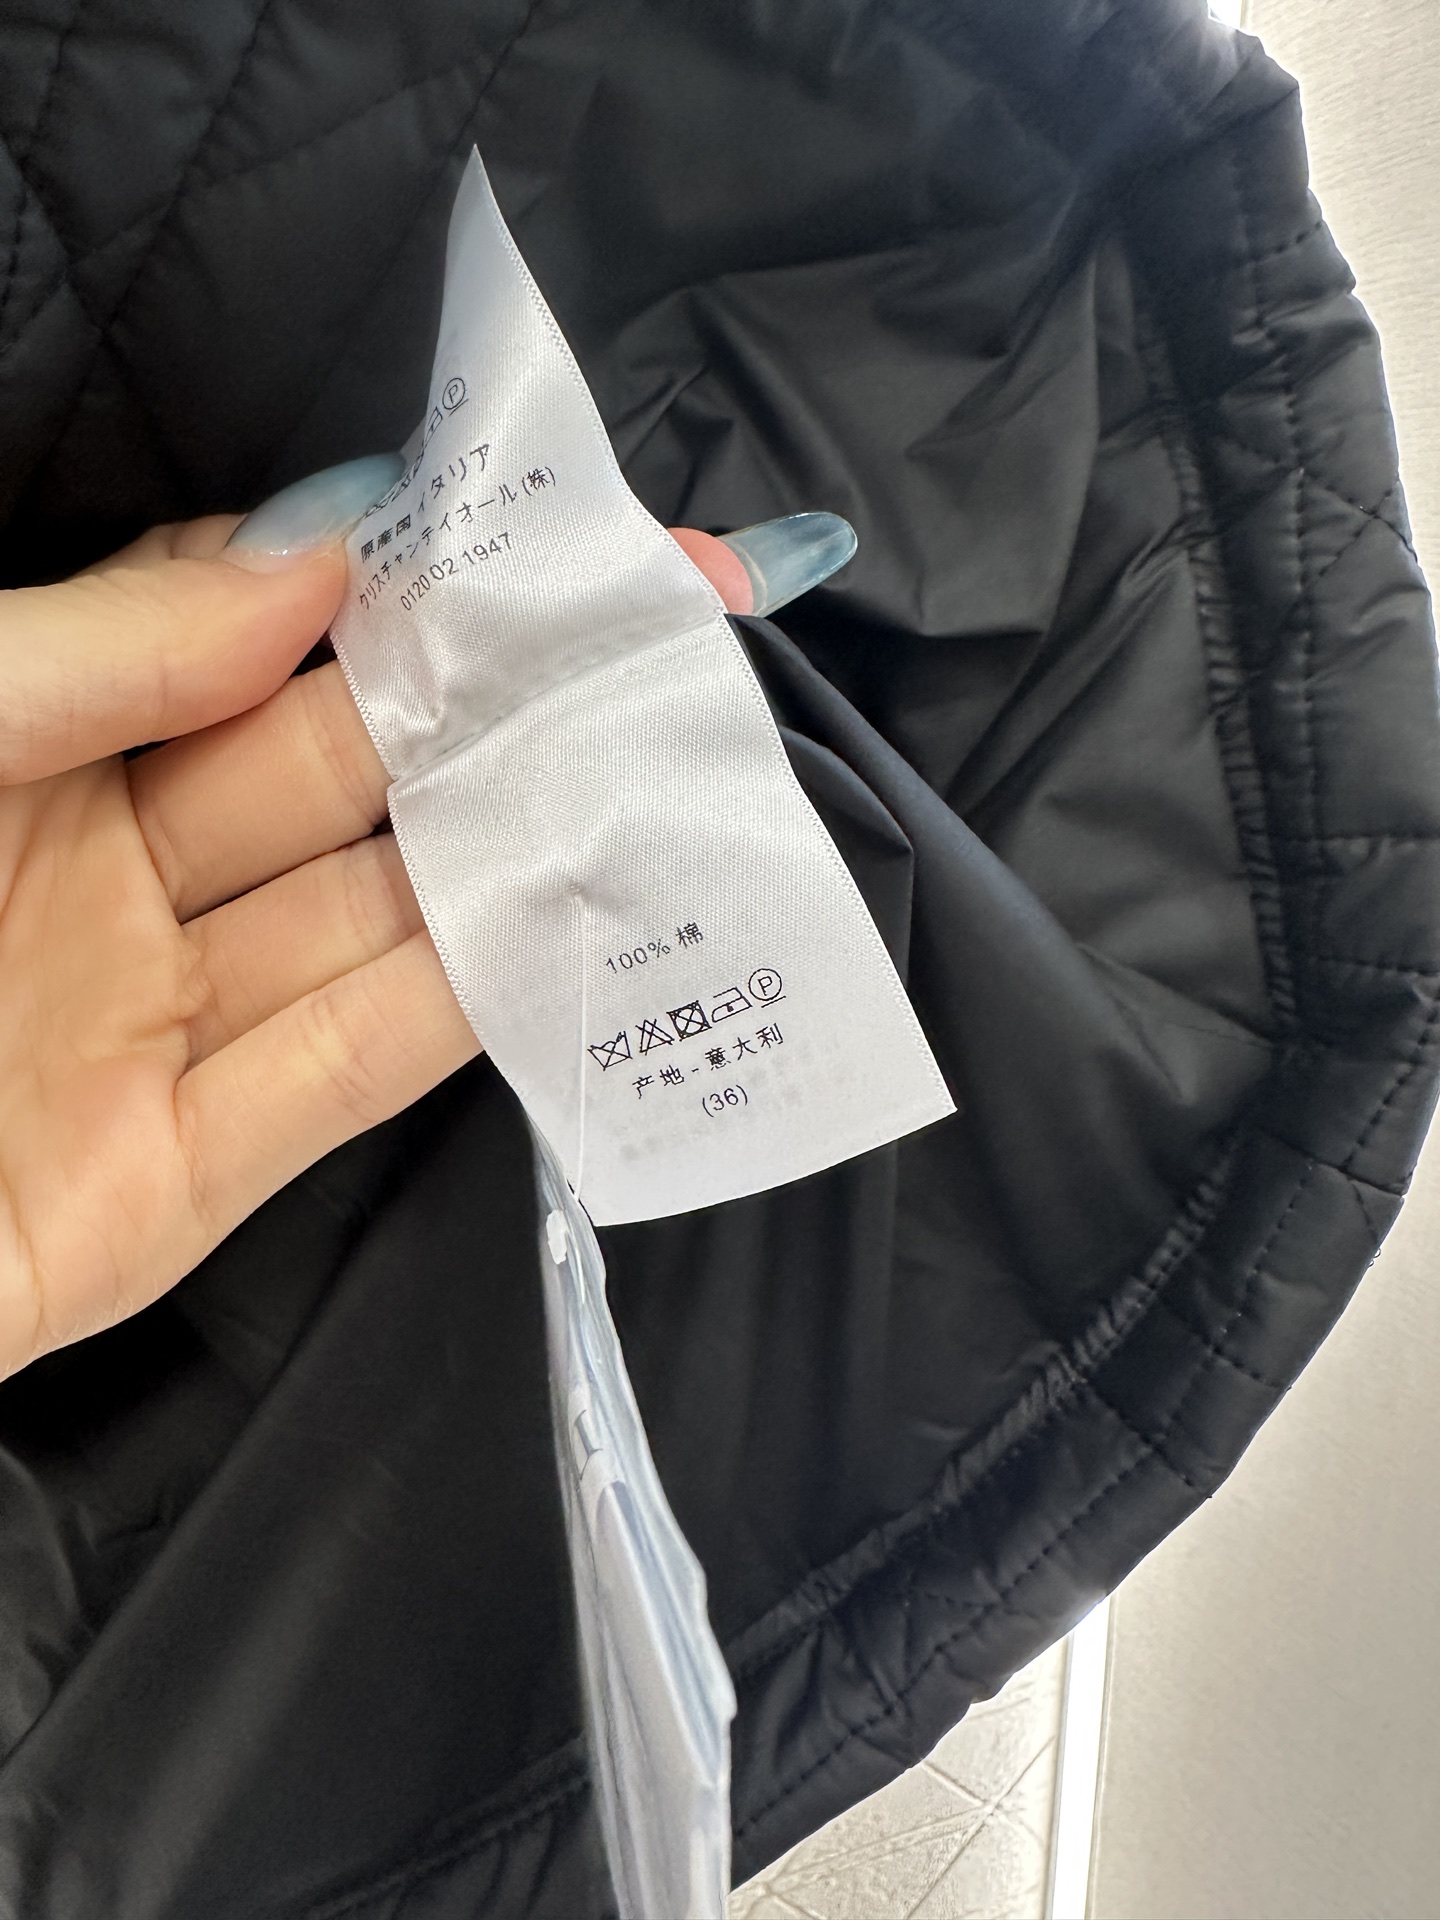 P
原産国 イタリア
クリスチャンディオール(株)
0120 02 1947
100% 棉
P
产地 - 意大利
(36)